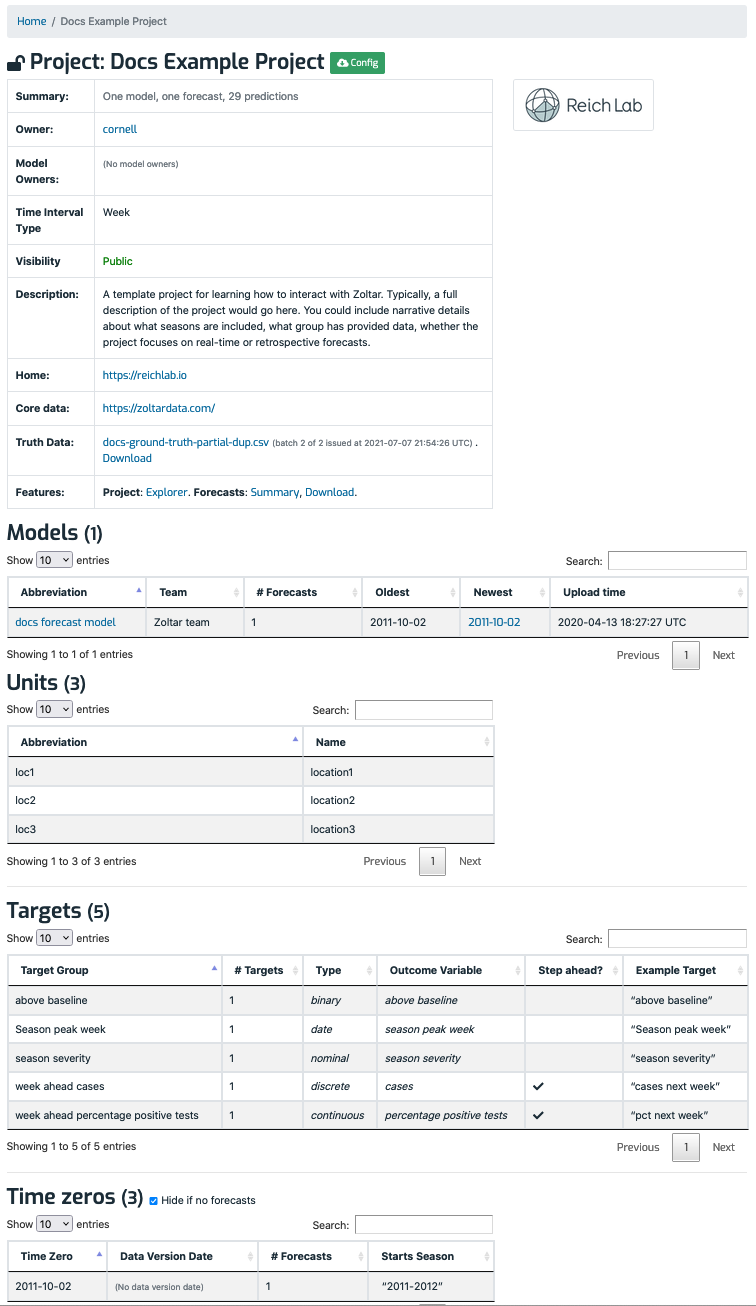 Home / Docs Example Project
Project: Docs Example Project Config
Summary: One model, one forecast, 29 predictions
Reich Lab
Owner: cornell
Model Owners: (No model owners)
Time Interval Type Week
Visibility Public
Description: A template project for learning how to interact with Zoltar. Typically, a full
description of the project would go here. You could include narrative details
about what seasons are included, what group has provided data, whether the
project focuses on real-time or retrospective forecasts.
Home: https://reichlab.io
Core data: https://zoltardata.com/
Truth Data: docs-ground-truth-partial-dup.csv (batch 2 of 2 issued at 2021-07-07 21:54:26 UTC) .
Download
Features: Project: Explorer. Forecasts: Summary, Download.
Models (1)
Show 10 entries Search:
Abbreviation Team # Forecasts Oldest Newest Upload time
docs forecast model Zoltar team 1 2011-10-02 2011-10-02 2020-04-13 18:27:27 UTC
Showing 1 to 1 of 1 entries Previous 1 Next
Units (3)
Show 10 entries Search:
Abbreviation Name
loc1 location1
loc2 location2
loc3 location3
Showing 1 to 3 of 3 entries Previous 1 Next
Targets (5)
Show 10 entries Search:
Target Group # Targets Type Outcome Variable Step ahead? Example Target
above baseline 1 binary above baseline “above baseline”
Season peak week 1 date season peak week “Season peak week”
season severity 1 nominal season severity “season severity”
week ahead cases 1 discrete cases ✔ “cases next week”
week ahead percentage positive tests 1 continuous percentage positive tests ✔ “pct next week”
Showing 1 to 5 of 5 entries Previous 1 Next
Time zeros (3) Hide if no forecasts
Show 10 entries Search:
Time Zero Data Version Date # Forecasts Starts Season
2011-10-02 (No data version date) 1 “2011-2012”